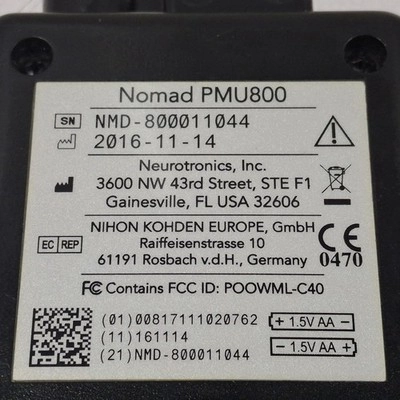 Nomad PMU800
SN NMD-800011044
2016-11-14
Neurotronics, Inc.
3600 NW 43rd Street, STE F1
Gainesville, FL USA 32606
EC REP NIHON KOHDEN EUROPE, GmbH
Raiffeisenstrasse 10
61191 Rosbach v.d.H., Germany
CE 0470
FC Contains FCC ID: POOWML-C40
(01)00817111020762
(11)161114
(21)NMD-800011044
+ 1.5V AA -
- 1.5V AA +